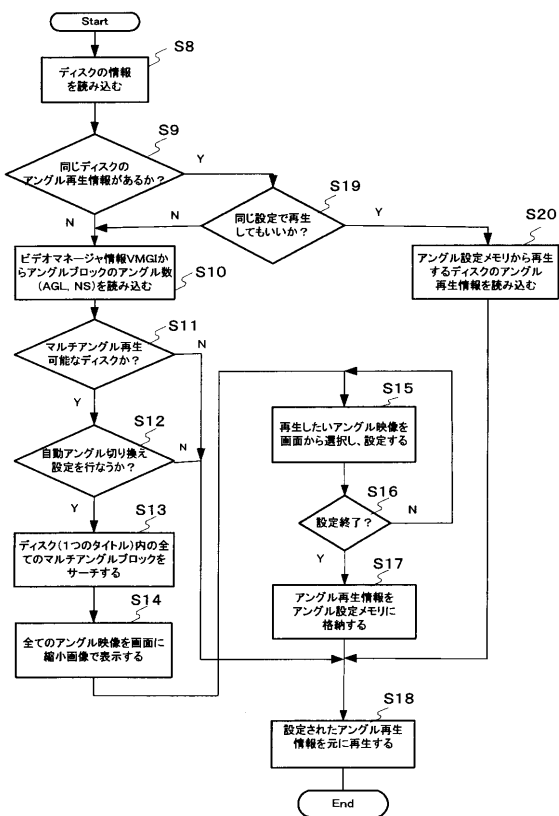 Start
S8
ディスクの情報
を読み込む
S9
同じディスクの
アングル再生情報があるか？
Y
N
S19
同じ設定で再生
してもいいか？
N
Y
S20
アングル設定メモリから再生
するディスクのアングル
再生情報を読み込む
ビデオマネージャ情報VMGIから
アングルブロックのアングル数
(AGL, NS)を読み込む
S10
S11
マルチアングル再生
可能なディスクか？
N
Y
S12
自動アングル切り換え
設定を行なうか？
N
Y
S13
ディスク(1つのタイトル)内の全
てのマルチアングルブロックを
サーチする
S14
全てのアングル映像を画面に
縮小画像で表示する
S15
再生したいアングル映像を
画面から選択し、設定する
S16
設定終了？
N
Y
S17
アングル再生情報を
アングル設定メモリに
格納する
S18
設定されたアングル再生
情報を元に再生する
End